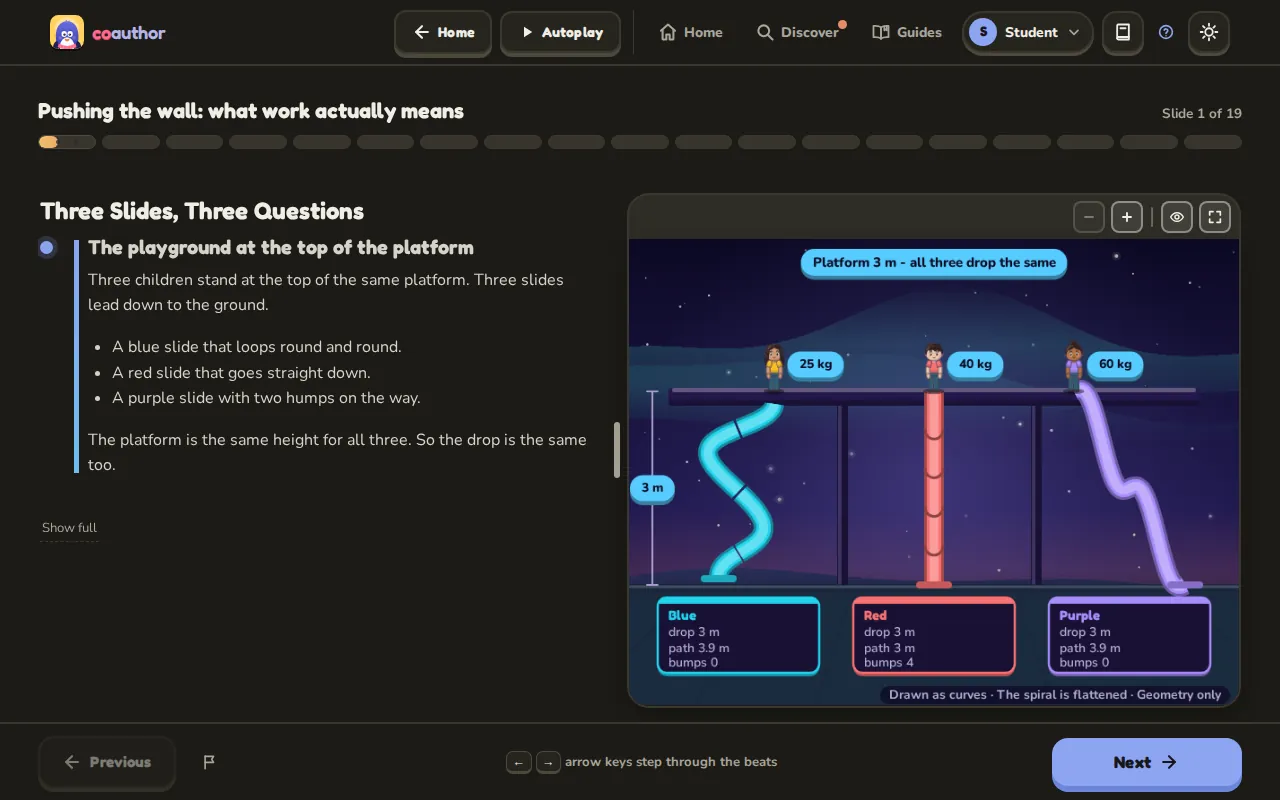 coauthor
Home
Autoplay
Home
Discover
Guides
S
Student
Pushing the wall: what work actually means
Slide 1 of 19
Three Slides, Three Questions
The playground at the top of the platform
Three children stand at the top of the same platform. Three slides
lead down to the ground.
• A blue slide that loops round and round.
• A red slide that goes straight down.
• A purple slide with two humps on the way.
The platform is the same height for all three. So the drop is the same
too.
Show full
Platform 3 m - all three drop the same
25 kg
40 kg
60 kg
3 m
Blue
drop 3 m
path 3.9 m
bumps 0
Red
drop 3 m
path 3 m
bumps 4
Purple
drop 3 m
path 3.9 m
bumps 0
Drawn as curves · The spiral is flattened · Geometry only
Previous
← → arrow keys step through the beats
Next